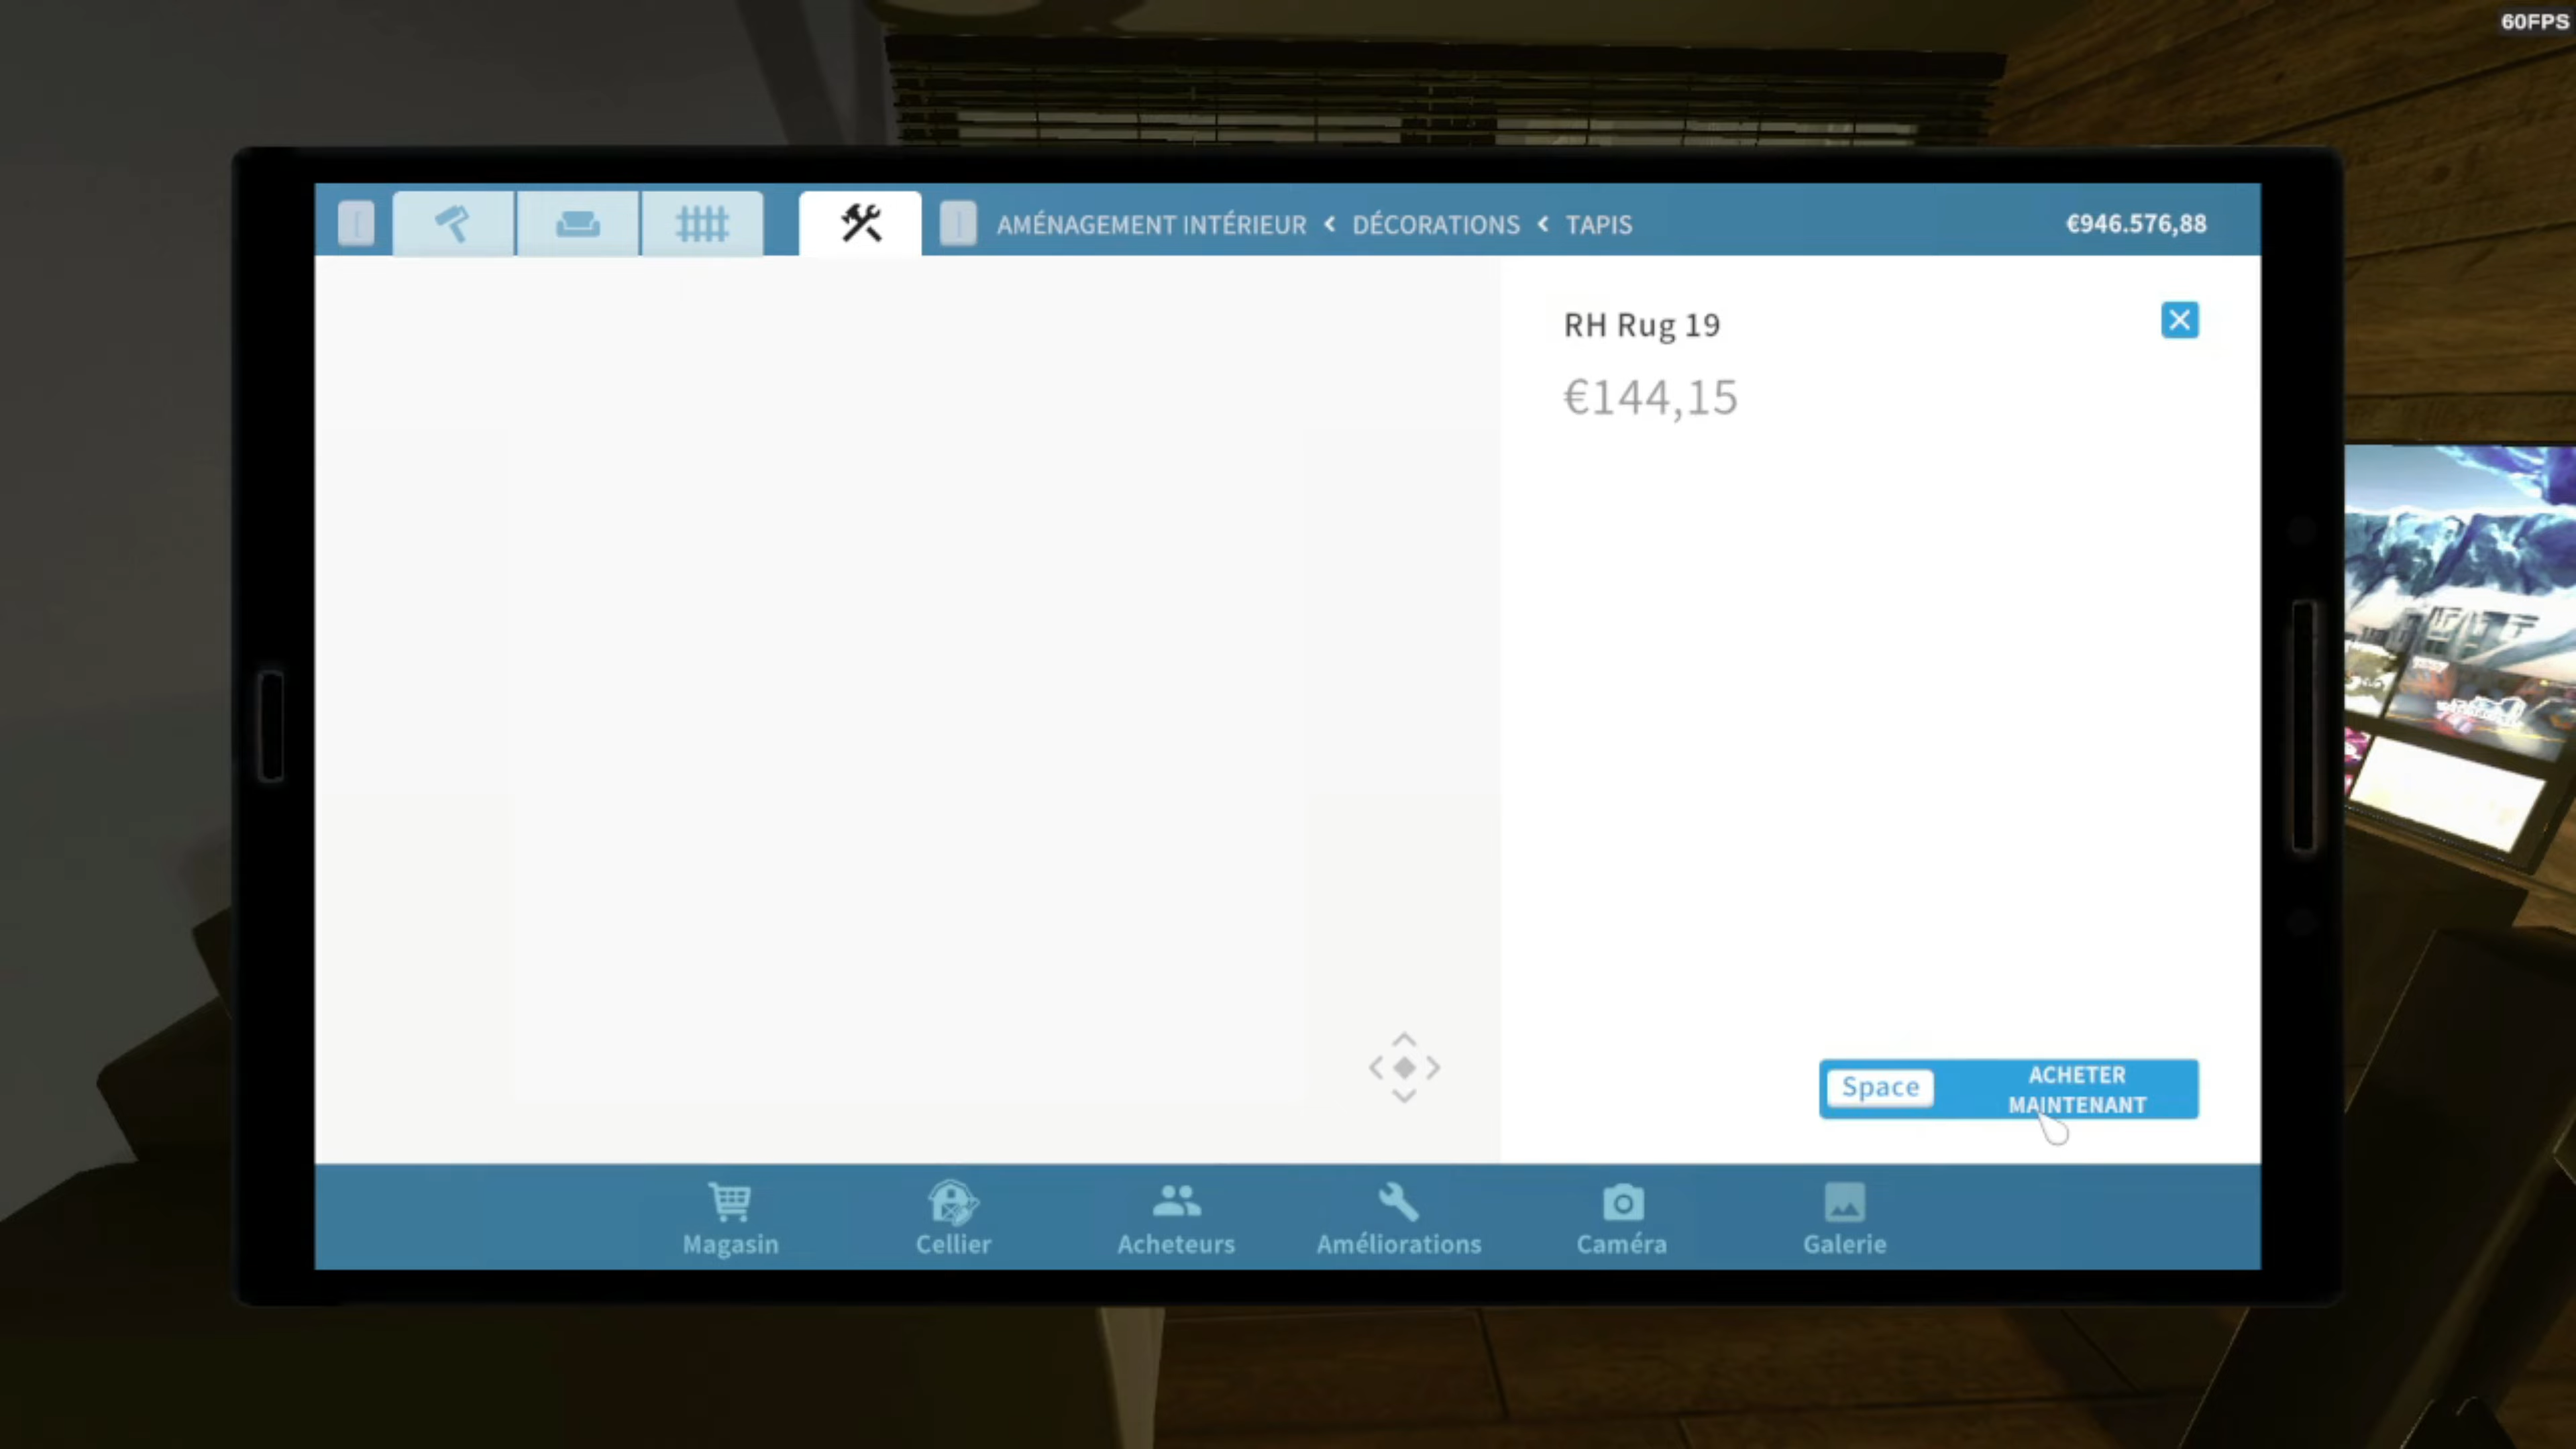 60FPS
[
]
AMÉNAGEMENT INTÉRIEUR < DÉCORATIONS < TAPIS
€946.576,88
RH Rug 19
€144,15
Space
ACHETER
MAINTENANT
Magasin
Cellier
Acheteurs
Améliorations
Caméra
Galerie